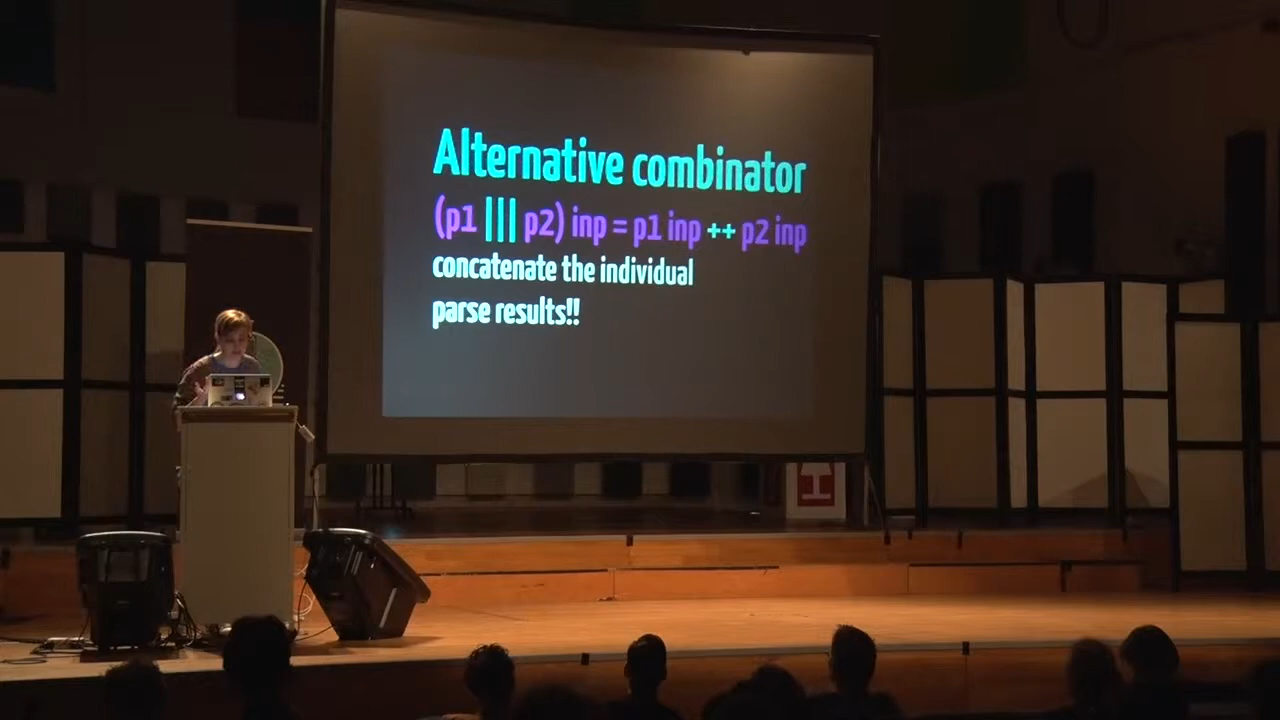 Alternative combinator
(p1 ||| p2) inp = p1 inp ++ p2 inp
concatenate the individual
parse results!!